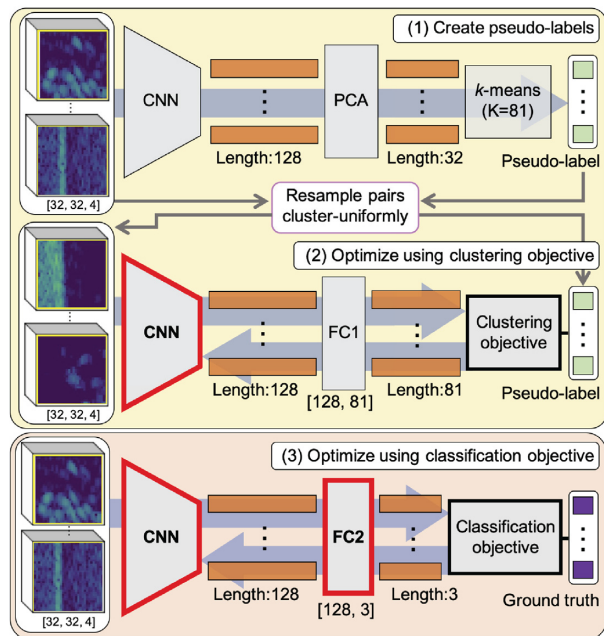 (1) Create pseudo-labels
CNN
PCA
k-means
(K=81)
Length:128
Length:32
Pseudo-label
[32, 32, 4]
Resample pairs
cluster-uniformly
(2) Optimize using clustering objective
CNN
FC1
Clustering
objective
Length:128
Length:81
[128, 81]
Pseudo-label
[32, 32, 4]
(3) Optimize using classification objective
CNN
FC2
Classification
objective
Length:128
Length:3
[128, 3]
Ground truth
[32, 32, 4]